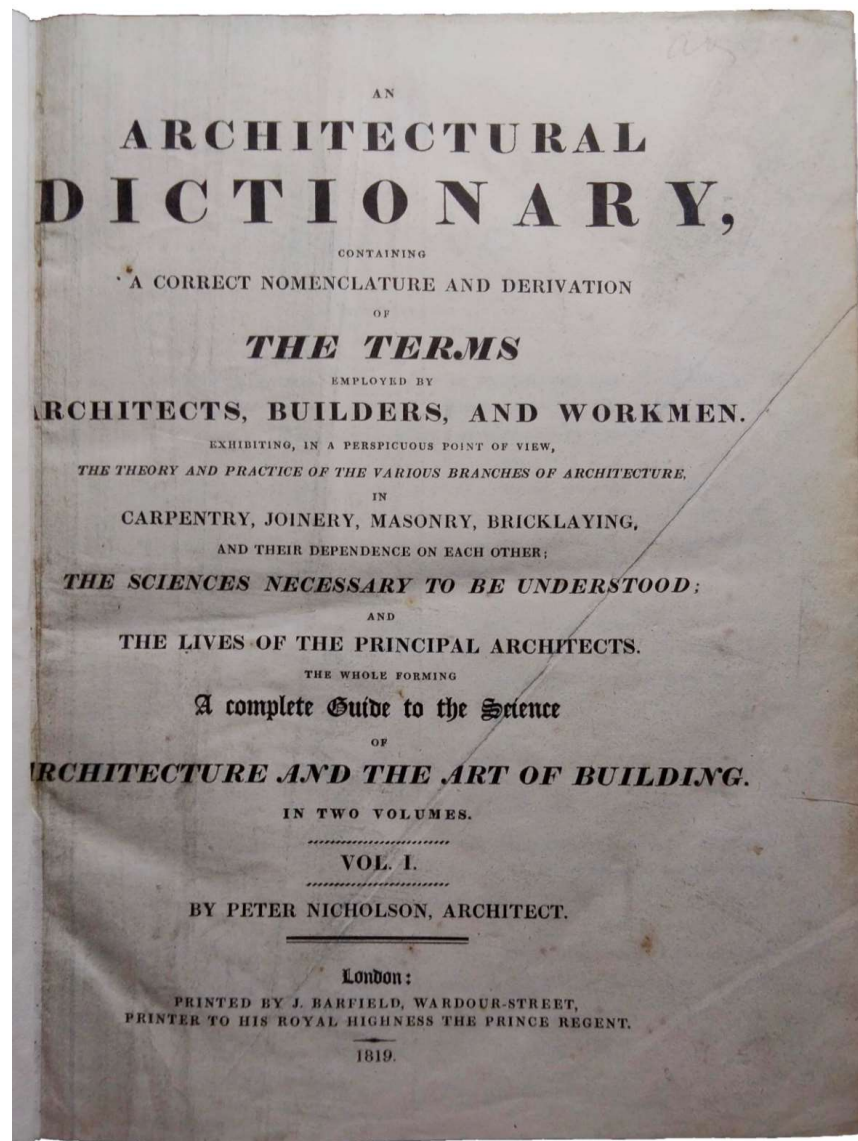 AN
ARCHITECTURAL
DICTIONARY,
CONTAINING
A CORRECT NOMENCLATURE AND DERIVATION
OF
THE TERMS
EMPLOYED BY
ARCHITECTS, BUILDERS, AND WORKMEN.
EXHIBITING, IN A PERSPICUOUS POINT OF VIEW,
THE THEORY AND PRACTICE OF THE VARIOUS BRANCHES OF ARCHITECTURE,
IN
CARPENTRY, JOINERY, MASONRY, BRICKLAYING,
AND THEIR DEPENDENCE ON EACH OTHER;
THE SCIENCES NECESSARY TO BE UNDERSTOOD;
AND
THE LIVES OF THE PRINCIPAL ARCHITECTS.
THE WHOLE FORMING
A complete Guide to the Science
OF
ARCHITECTURE AND THE ART OF BUILDING.
IN TWO VOLUMES.
VOL. I.
BY PETER NICHOLSON, ARCHITECT.
London:
PRINTED BY J. BARFIELD, WARDOUR-STREET,
PRINTER TO HIS ROYAL HIGHNESS THE PRINCE REGENT.
1819.